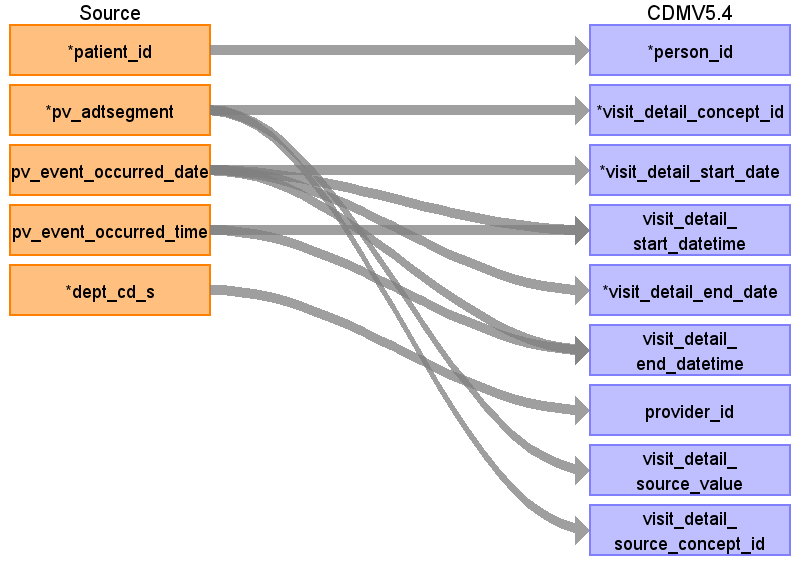 Source
CDMV5.4
*patient_id
*person_id
*pv_adtsegment
*visit_detail_concept_id
pv_event_occurred_date
*visit_detail_start_date
pv_event_occurred_time
visit_detail_
start_datetime
*dept_cd_s
*visit_detail_end_date
visit_detail_
end_datetime
provider_id
visit_detail_
source_value
visit_detail_
source_concept_id